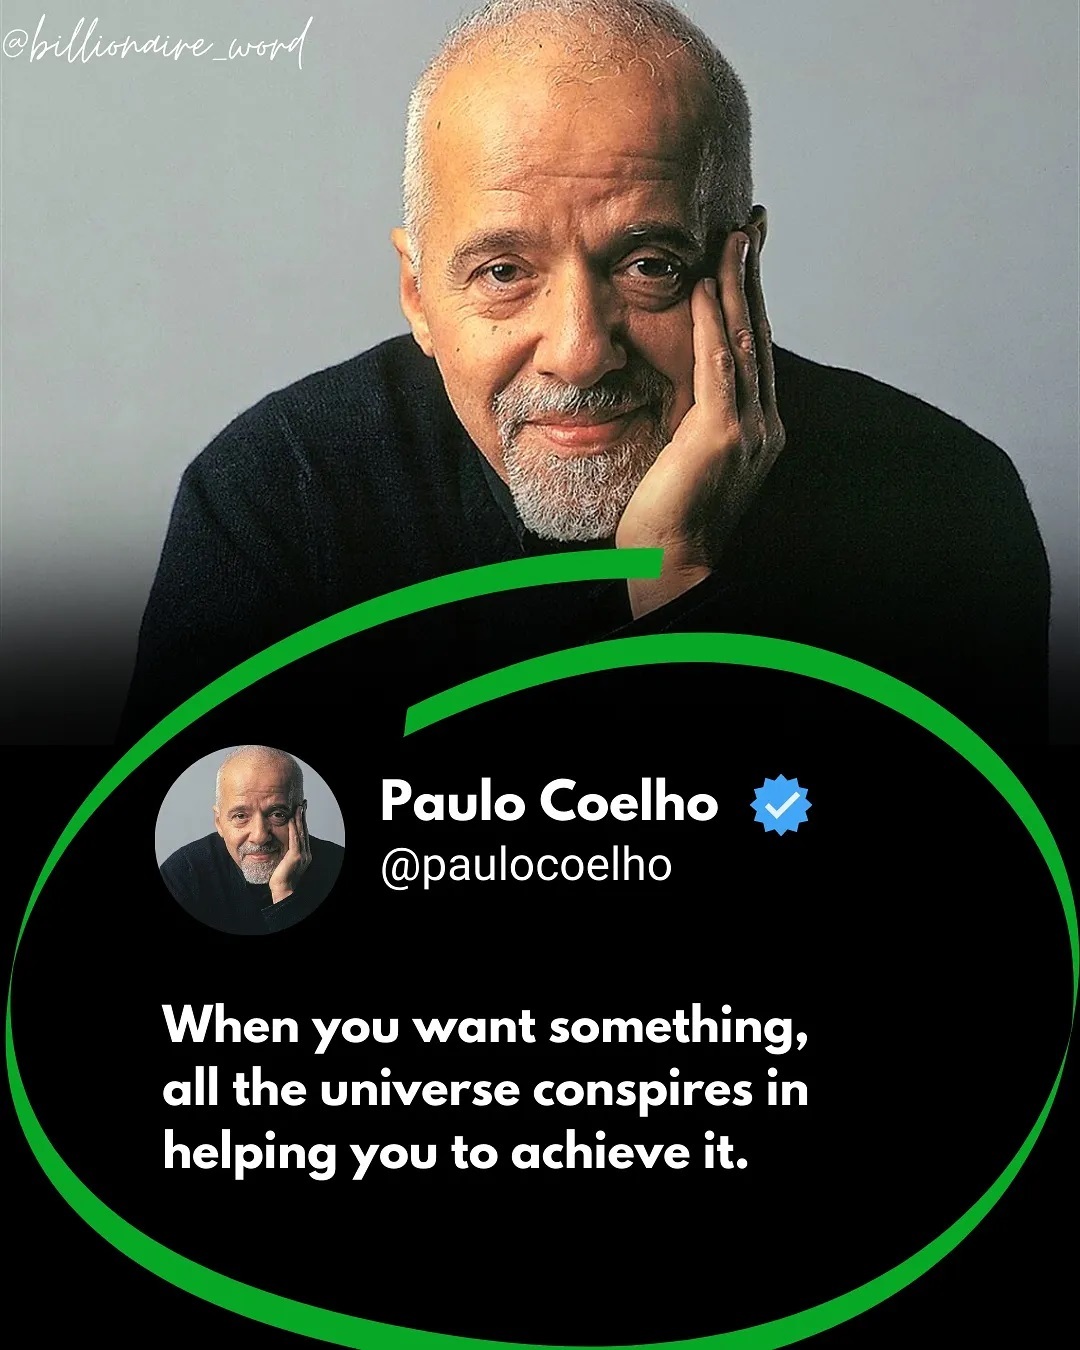 @billionaire_word
Paulo Coelho
@paulocoelho
When you want something,
all the universe conspires in
helping you to achieve it.